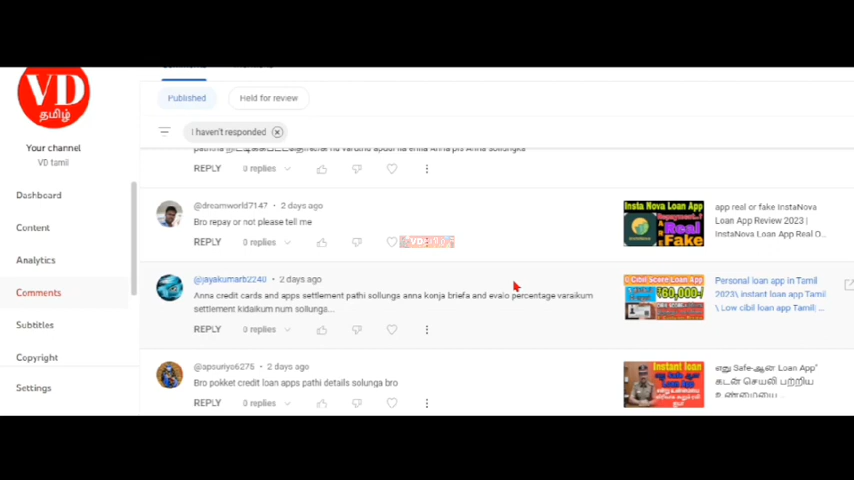 VD
தமிழ்
Your channel
VD tamil
Dashboard
Content
Analytics
Comments
Subtitles
Copyright
Settings
Published
Held for review
I haven't responded
REPLY 0 replies
@dreamworld7147 • 2 days ago
Bro repay or not please tell me
REPLY 0 replies
Insta Nova Loan App
Repayment..?
Real
Fake
app real or fake InstaNova
Loan App Review 2023 |
InstaNova Loan App Real O...
@jayakumarb2240 • 2 days ago
Anna credit cards and apps settlement pathi sollunga anna konja briefa and evalo percentage varaikum
settlement kidaikum num sollunga...
REPLY 0 replies
Cibil Score Loan App
₹60,000/-
Personal loan app in Tamil
2023\ instant loan app Tamil
\ Low cibil loan app Tamil| ...
@apsuriyo6275 • 2 days ago
Bro pokket credit loan apps pathi details solunga bro
REPLY 0 replies
Instant loan
எது Safe-ஆன Loan App"
கடன் செயலி பற்றிய
உண்மையை...